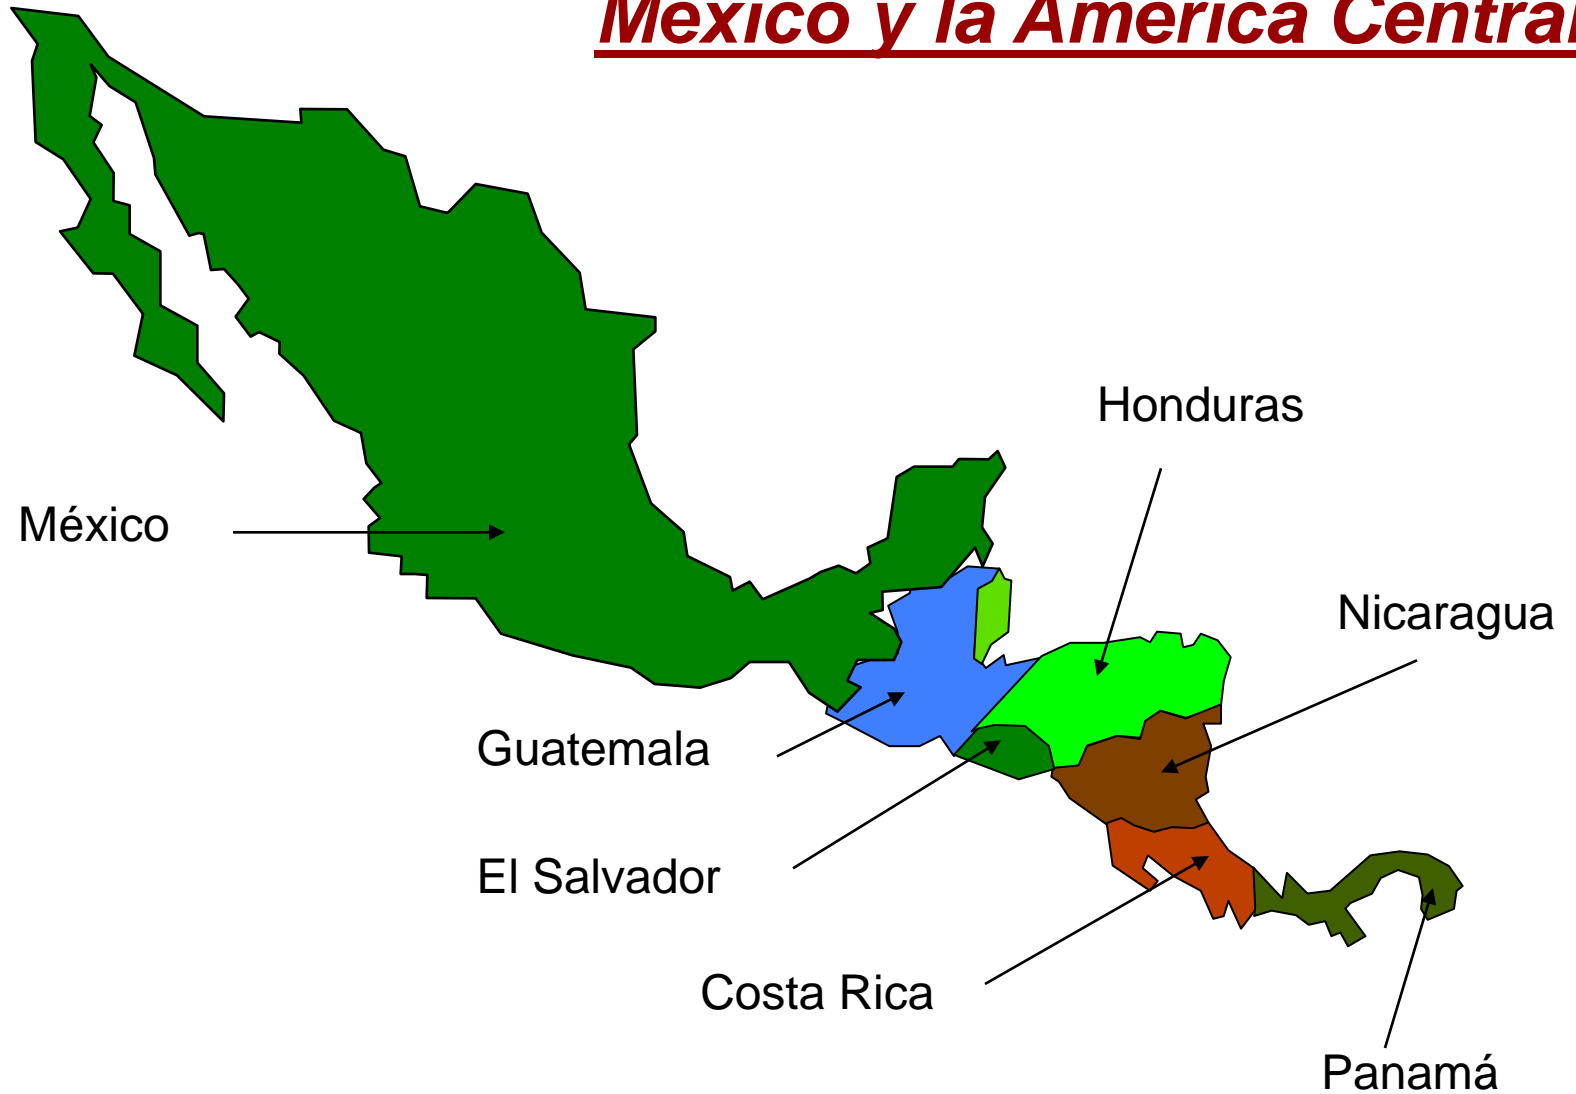 México y la América Central
Honduras
México
Nicaragua
Guatemala
El Salvador
Costa Rica
Panamá